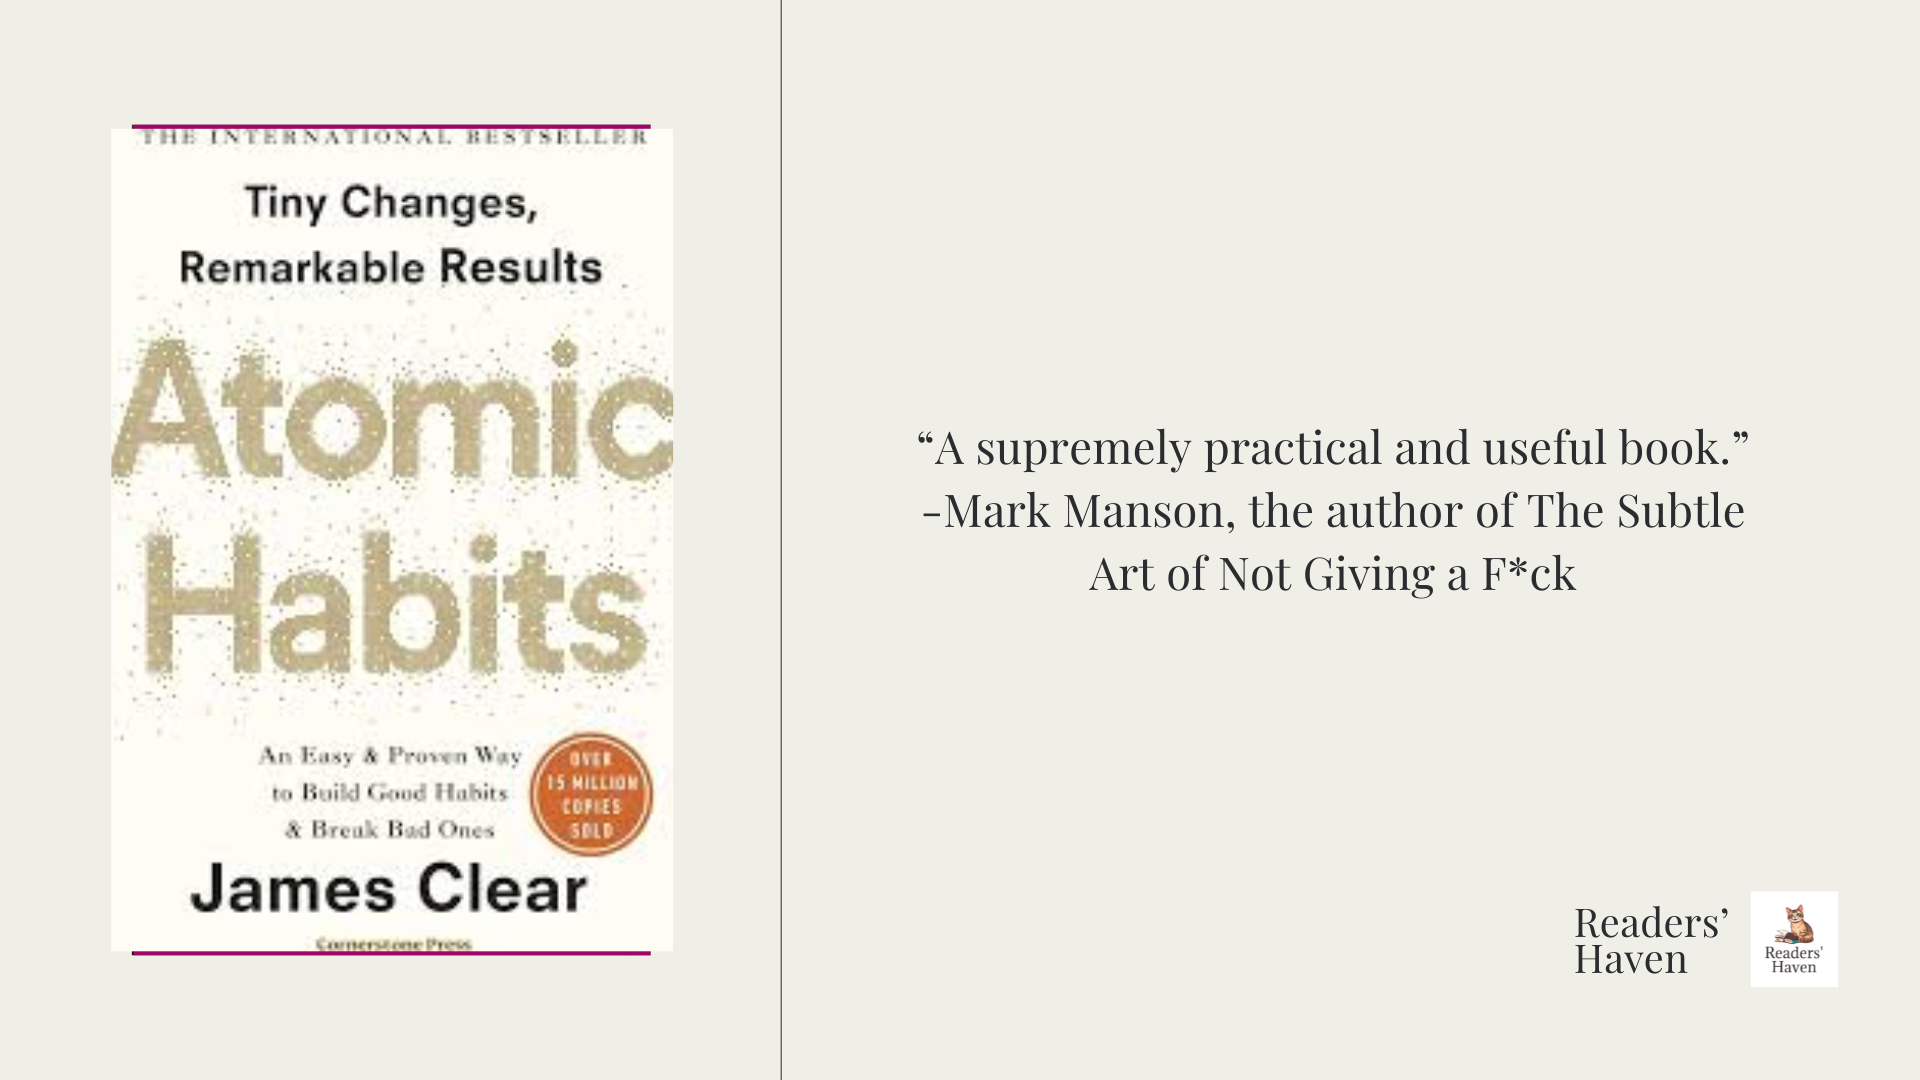 THE INTERNATIONAL BESTSELLER
Tiny Changes,
Remarkable Results
Atomic
Habits
An Easy & Proven Way
to Build Good Habits
& Break Bad Ones
OVER
15 MILLION
COPIES
SOLD
James Clear
Cornerstone Press
“A supremely practical and useful book.”
-Mark Manson, the author of The Subtle
Art of Not Giving a F*ck
Readers’
Haven
Readers'
Haven